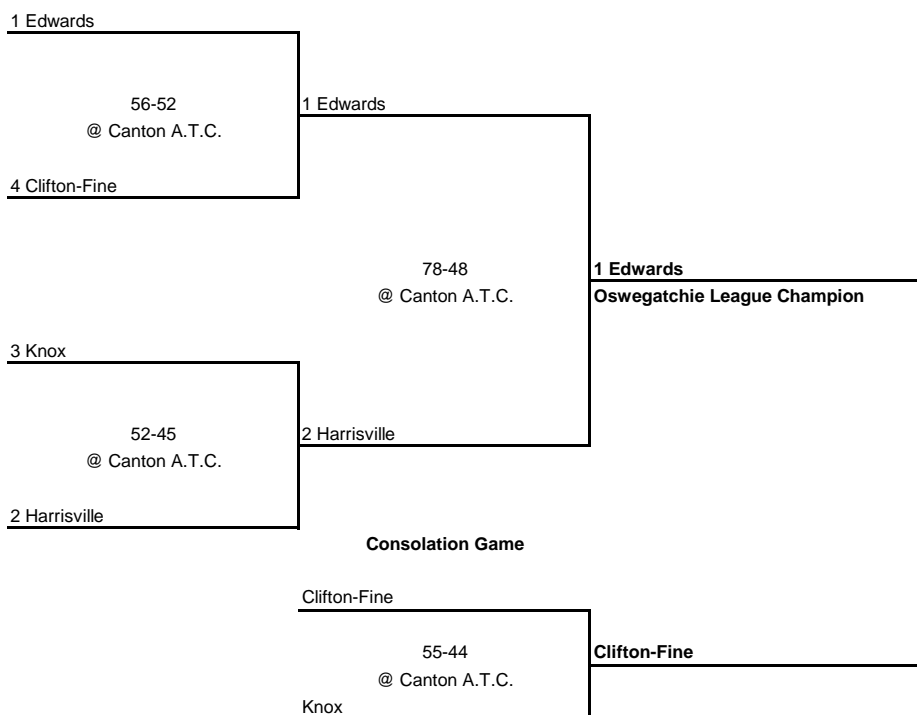 1 Edwards
56-52
@ Canton A.T.C.
1 Edwards
4 Clifton-Fine
78-48
@ Canton A.T.C.
1 Edwards
Oswegatchie League Champion
3 Knox
52-45
@ Canton A.T.C.
2 Harrisville
2 Harrisville
Consolation Game
Clifton-Fine
55-44
@ Canton A.T.C.
Clifton-Fine
Knox